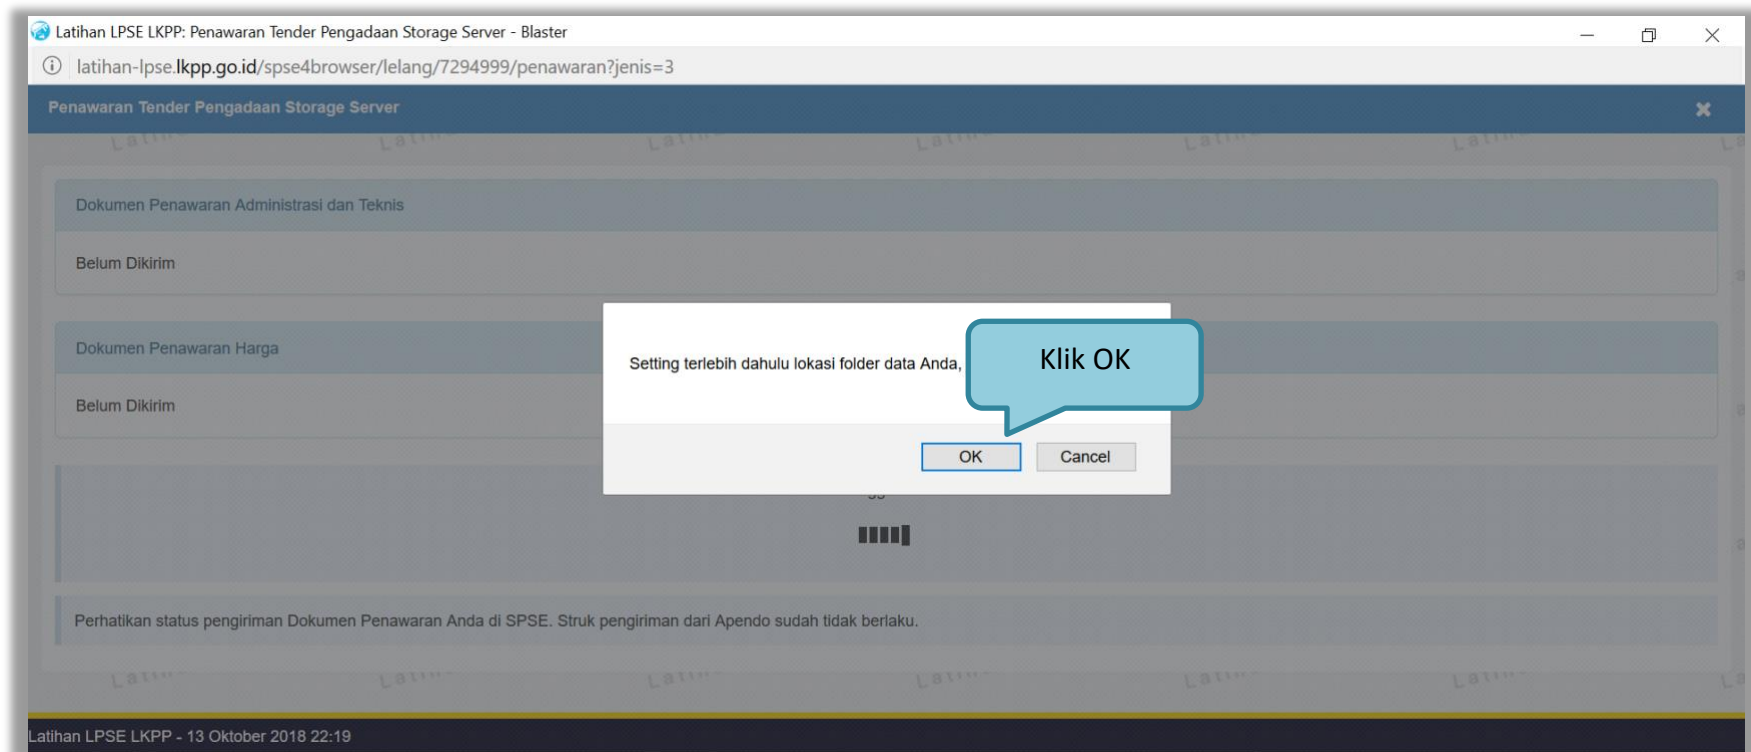 Latihan LPSE LKPP: Penawaran Tender Pengadaan Storage Server - Blaster
latihan-lpse.lkpp.go.id/spse4browser/lelang/7294999/penawaran?jenis=3
Penawaran Tender Pengadaan Storage Server
Dokumen Penawaran Administrasi dan Teknis
Belum Dikirim
Dokumen Penawaran Harga
Belum Dikirim
Setting terlebih dahulu lokasi folder data Anda,
Klik OK
OK Cancel
Perhatikan status pengiriman Dokumen Penawaran Anda di SPSE. Struk pengiriman dari Apendo sudah tidak berlaku.
Latihan LPSE LKPP - 13 Oktober 2018 22:19